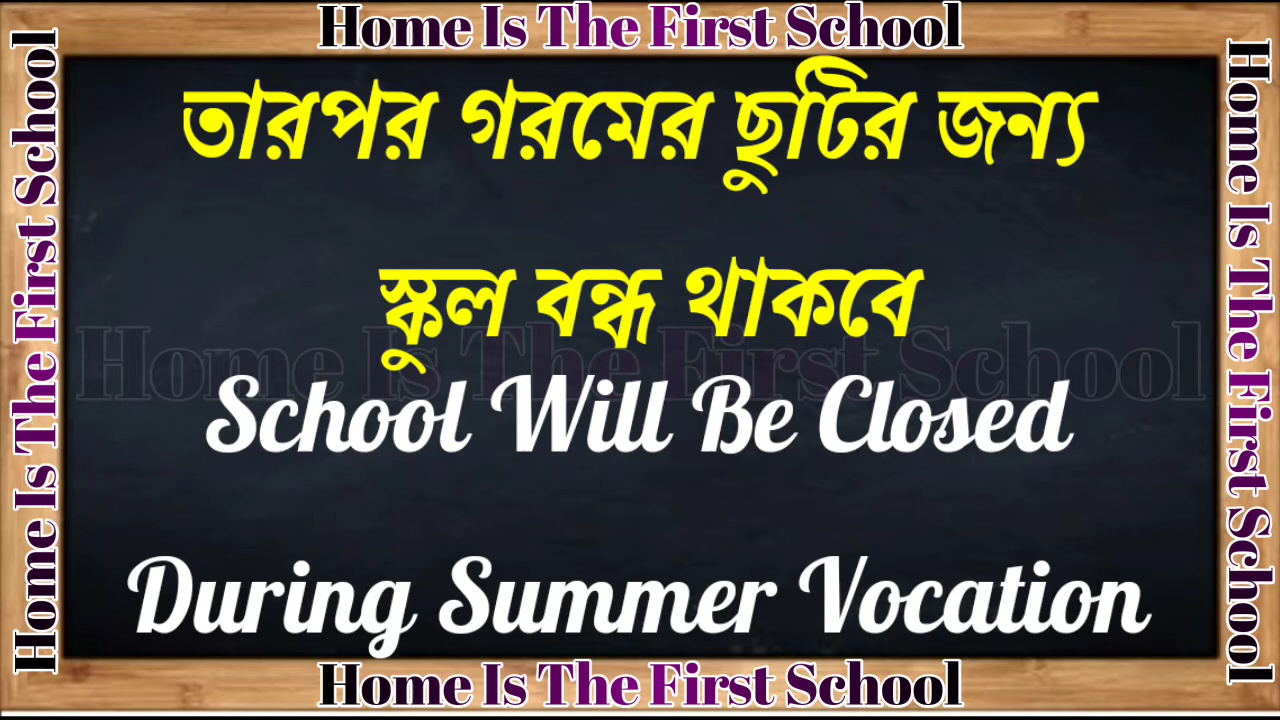 Home Is The First School
Home Is The First School
Home Is The First School
তারপর গরমের ছুটির জন্য
স্কুল বন্ধ থাকবে
Home Is The First School
School Will Be Closed
During Summer Vocation
Home Is The First School